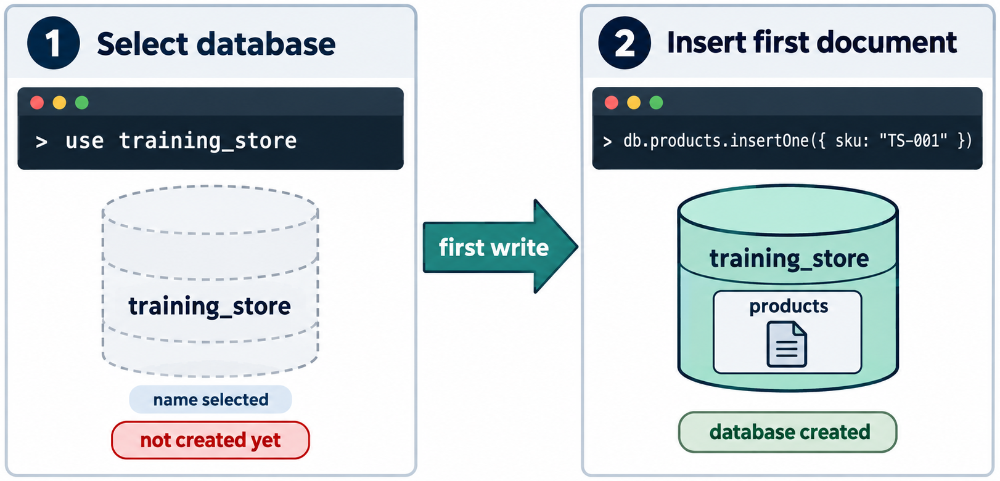 1 Select database
> use training_store
training_store
name selected
not created yet
first write
2 Insert first document
> db.products.insertOne({ sku: "TS-001" })
training_store
products
database created